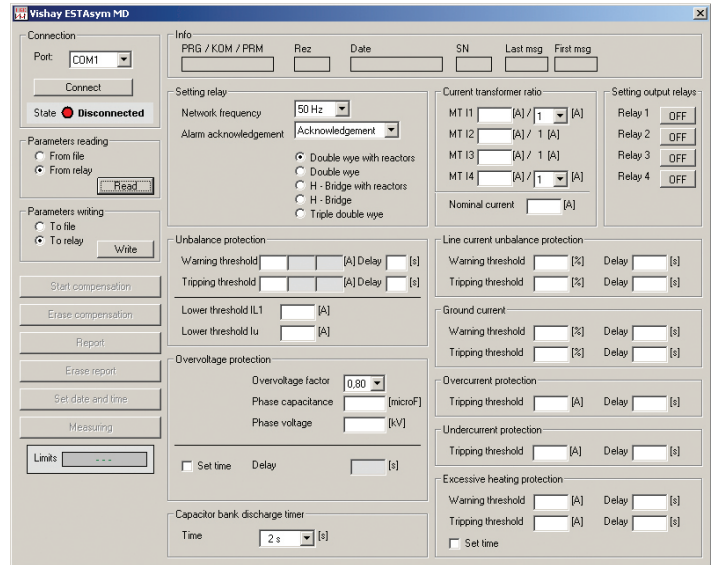 Vishay ESTAsym MD
Connection
Port: COM1
Connect
State Disconnected
Parameters reading
From file
From relay
Read
Parameters writing
To file
To relay
Write
Start compensation
Erase compensation
Report
Erase report
Set date and time
Measuring
Limits ---
Info
PRG / KOM / PRM Rez Date SN Last msg First msg
Setting relay
Network frequency 50 Hz
Alarm acknowledgement Acknowledgement
Double wye with reactors
Double wye
H - Bridge with reactors
H - Bridge
Triple double wye
Current transformer ratio
MT I1 [A] / 1 [A]
MT I2 [A] / 1 [A]
MT I3 [A] / 1 [A]
MT I4 [A] / 1 [A]
Nominal current [A]
Setting output relays
Relay 1 OFF
Relay 2 OFF
Relay 3 OFF
Relay 4 OFF
Unbalance protection
Warning threshold [A] Delay [s]
Tripping threshold [A] Delay [s]
Lower threshold IL1 [A]
Lower threshold Iu [A]
Overvoltage protection
Overvoltage factor 0,80
Phase capacitance [microF]
Phase voltage [kV]
Set time Delay [s]
Capacitor bank discharge timer
Time 2 s [s]
Line current unbalance protection
Warning threshold [%] Delay [s]
Tripping threshold [%] Delay [s]
Ground current
Warning threshold [%] Delay [s]
Tripping threshold [%] Delay [s]
Overcurrent protection
Tripping threshold [A] Delay [s]
Undercurrent protection
Tripping threshold [A] Delay [s]
Excessive heating protection
Warning threshold [A] Delay [s]
Tripping threshold [A] Delay [s]
Set time